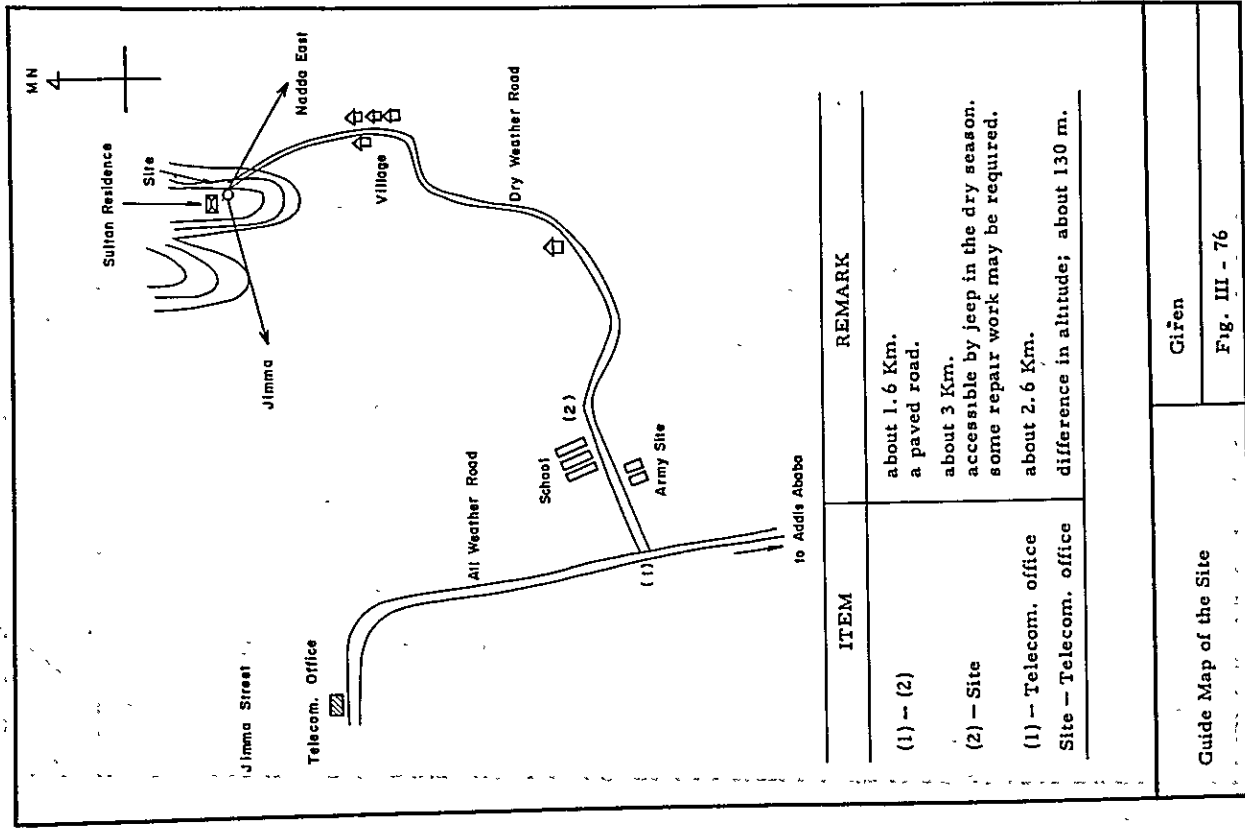 MN
Sultan Residence
Site
Nadda East
Jimma
Village
Dry Weather Road
Jimma Street
Telecom. Office
All Weather Road
School
(2)
Army Site
(1)
to Addis Ababa
ITEM REMARK
(1) – (2) about 1.6 Km.
a paved road.
(2) – Site about 3 Km.
accessible by jeep in the dry season.
some repair work may be required.
(1) – Telecom. office about 2.6 Km.
Site – Telecom. office difference in altitude; about 130 m.
Guide Map of the Site
Giren
Fig. III - 76